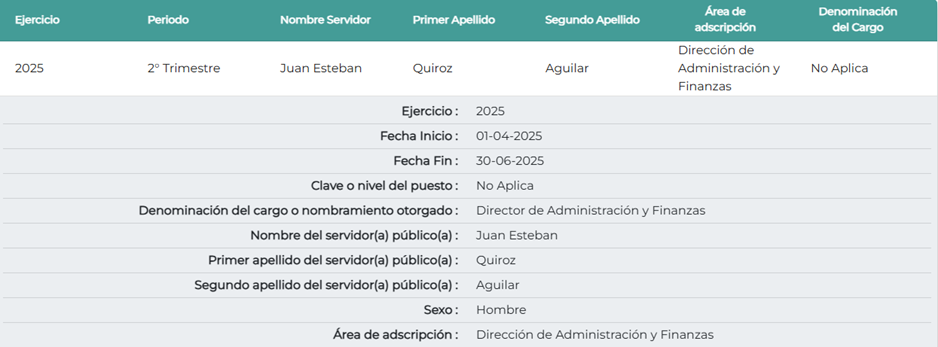 Ejercicio Periodo Nombre Servidor Primer Apellido Segundo Apellido Área de adscripción Denominación del Cargo
2025 2° Trimestre Juan Esteban Quiroz Aguilar Dirección de Administración y Finanzas No Aplica
Ejercicio : 2025
Fecha Inicio : 01-04-2025
Fecha Fin : 30-06-2025
Clave o nivel del puesto : No Aplica
Denominación del cargo o nombramiento otorgado : Director de Administración y Finanzas
Nombre del servidor(a) público(a) : Juan Esteban
Primer apellido del servidor(a) público(a) : Quiroz
Segundo apellido del servidor(a) público(a) : Aguilar
Sexo : Hombre
Área de adscripción : Dirección de Administración y Finanzas